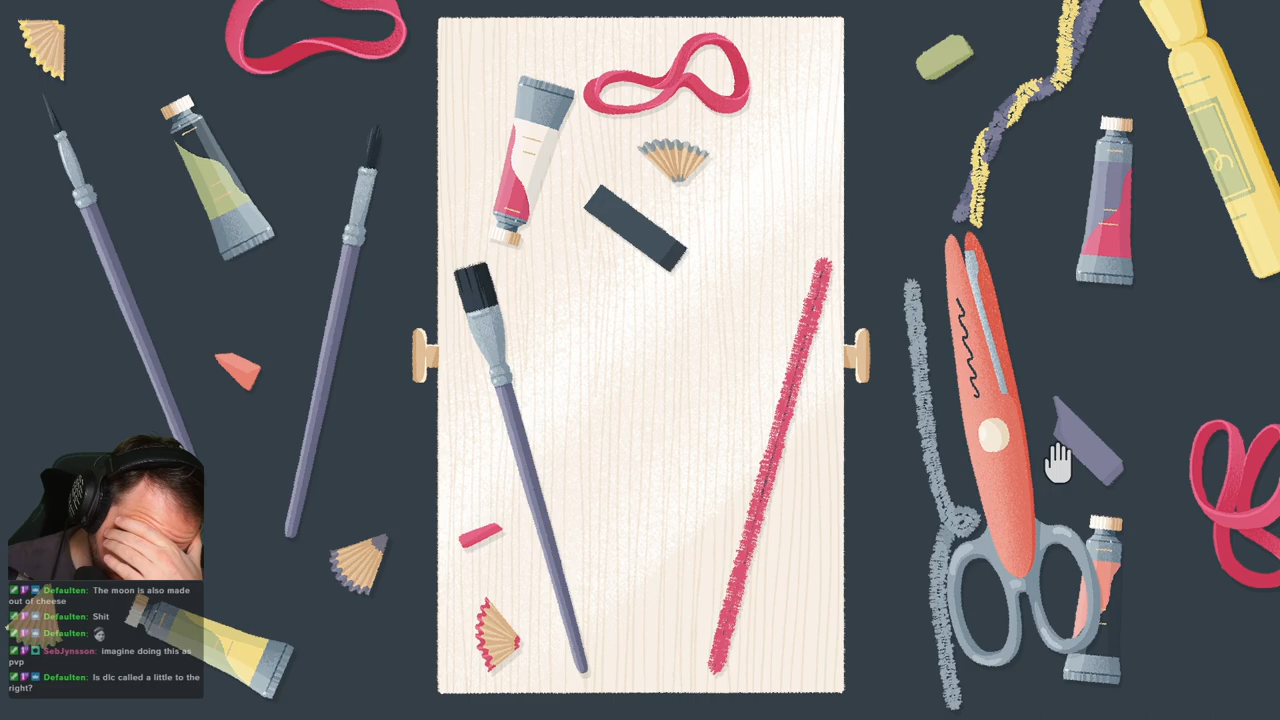 Defaulten: The moon is also made
out of cheese
Defaulten: Shit
Defaulten:
SebJynsson: imagine doing this as
pvp
Defaulten: Is dlc called a little to the
right?